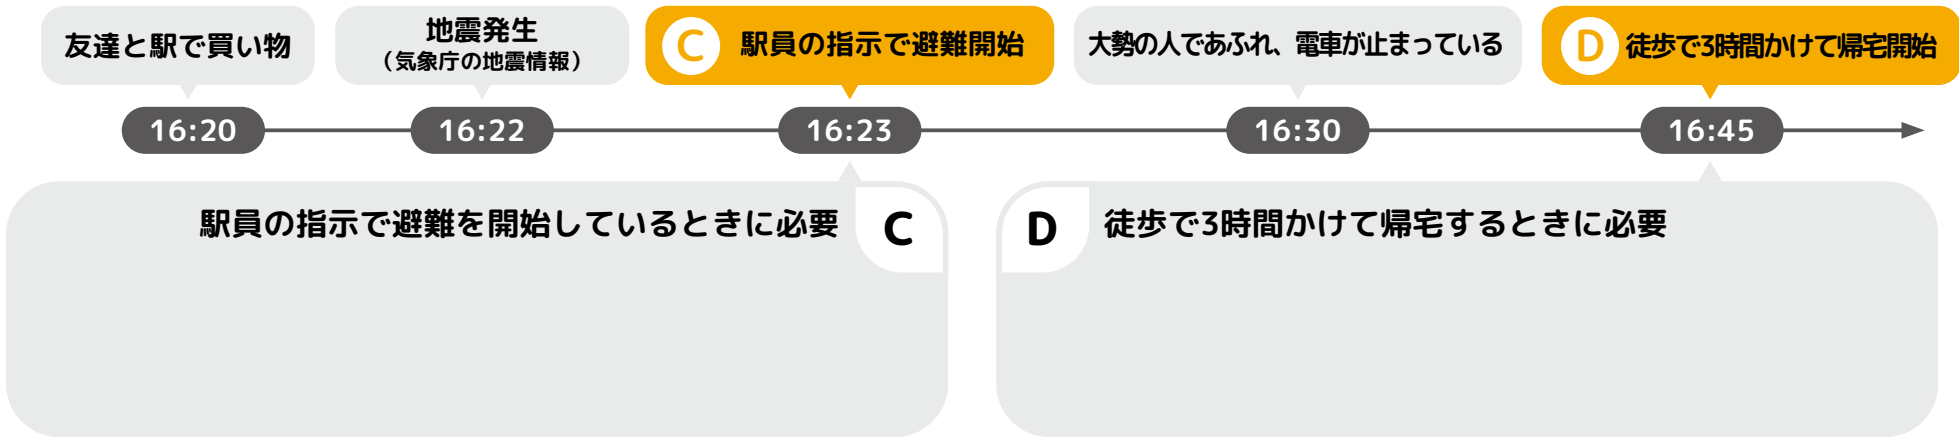 友達と駅で買い物
地震発生
（気象庁の地震情報）
C 駅員の指示で避難開始
大勢の人であふれ、電車が止まっている
D 徒歩で3時間かけて帰宅開始
16:20
16:22
16:23
16:30
16:45
駅員の指示で避難を開始しているときに必要 C
D 徒歩で3時間かけて帰宅するときに必要